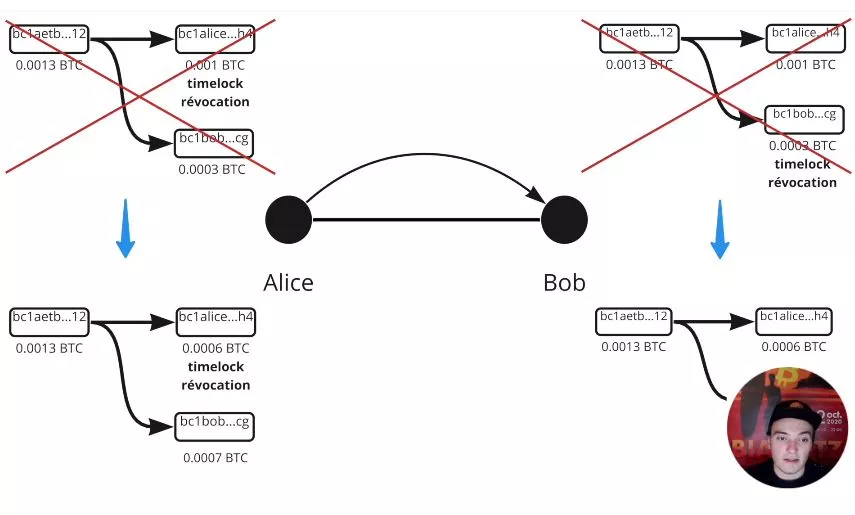 bc1aetb...12
bc1alice...h4
0.0013 BTC
0.001 BTC
timelock
révocation
bc1bob...cg
0.0003 BTC
bc1aetb...12
bc1alice...h4
0.0013 BTC
0.001 BTC
bc1bob...cg
0.0003 BTC
timelock
révocation
Alice
Bob
bc1aetb...12
bc1alice...h4
0.0013 BTC
0.0006 BTC
timelock
révocation
bc1bob...cg
0.0007 BTC
bc1aetb...12
bc1alice...h4
0.0013 BTC
0.0006 BTC
oct.
2020